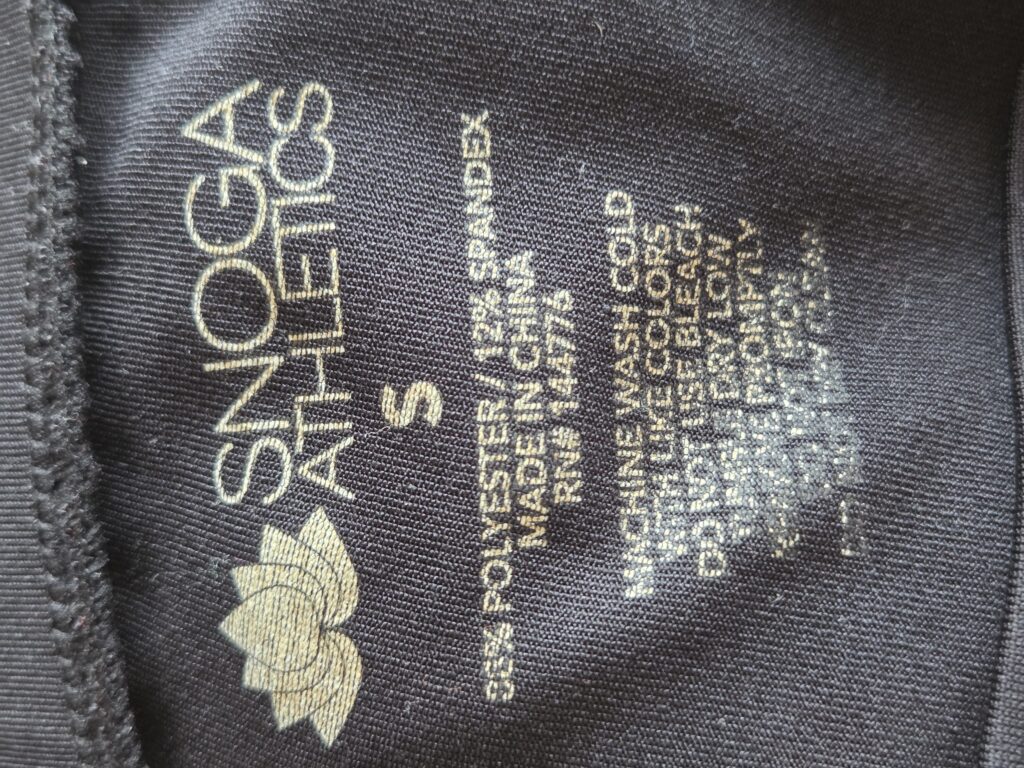 SNOGA
ATHLETICS
S
88% POLYESTER/ 12% SPANDEX
MADE IN CHINA
RN# 144776
MACHINE WASH COLD
LIKE COLORS
DO NOT USE BLEACH
DRY LOW
PROMPTLY
IRON